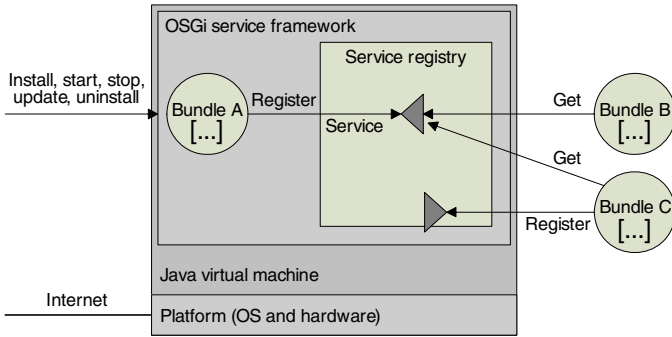 OSGi service framework
Service registry
Install, start, stop,
update, uninstall
Bundle A
[...]
Register
Service
Get
Bundle B
[...]
Get
Bundle C
[...]
Register
Java virtual machine
Internet
Platform (OS and hardware)